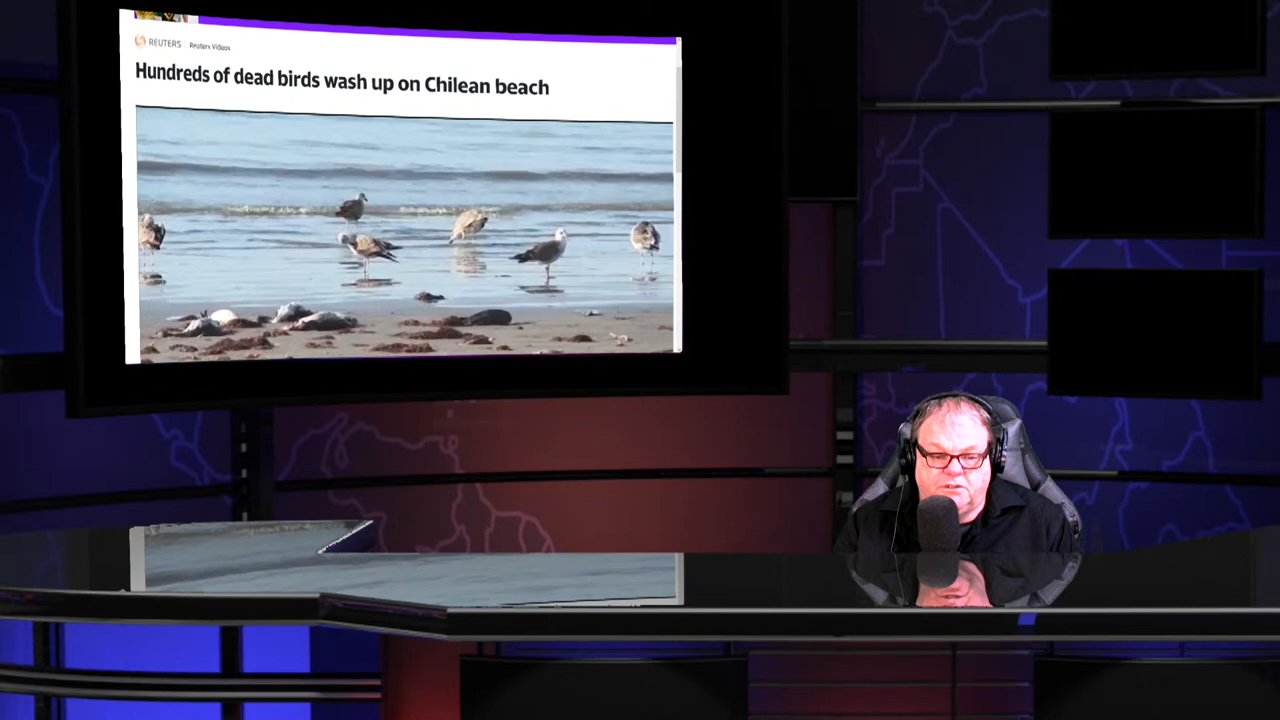 REUTERS | Reuters Videos
Hundreds of dead birds wash up on Chilean beach